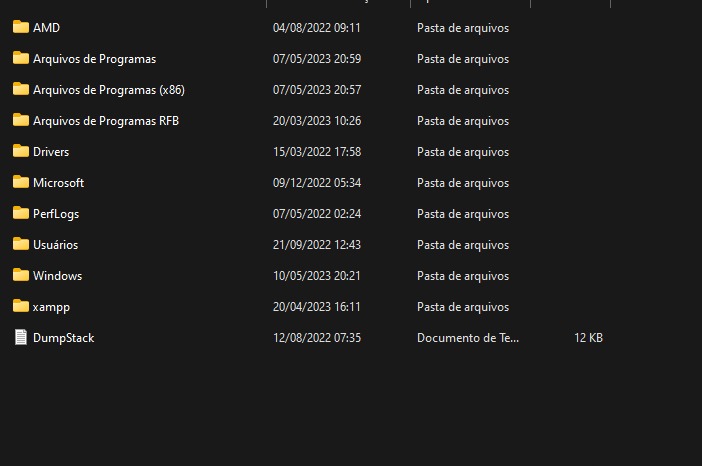 AMD 04/08/2022 09:11 Pasta de arquivos
Arquivos de Programas 07/05/2023 20:59 Pasta de arquivos
Arquivos de Programas (x86) 07/05/2023 20:57 Pasta de arquivos
Arquivos de Programas RFB 20/03/2023 10:26 Pasta de arquivos
Drivers 15/03/2022 17:58 Pasta de arquivos
Microsoft 09/12/2022 05:34 Pasta de arquivos
PerfLogs 07/05/2022 02:24 Pasta de arquivos
Usuários 21/09/2022 12:43 Pasta de arquivos
Windows 10/05/2023 20:21 Pasta de arquivos
xampp 20/04/2023 16:11 Pasta de arquivos
DumpStack 12/08/2022 07:35 Documento de Te... 12 KB